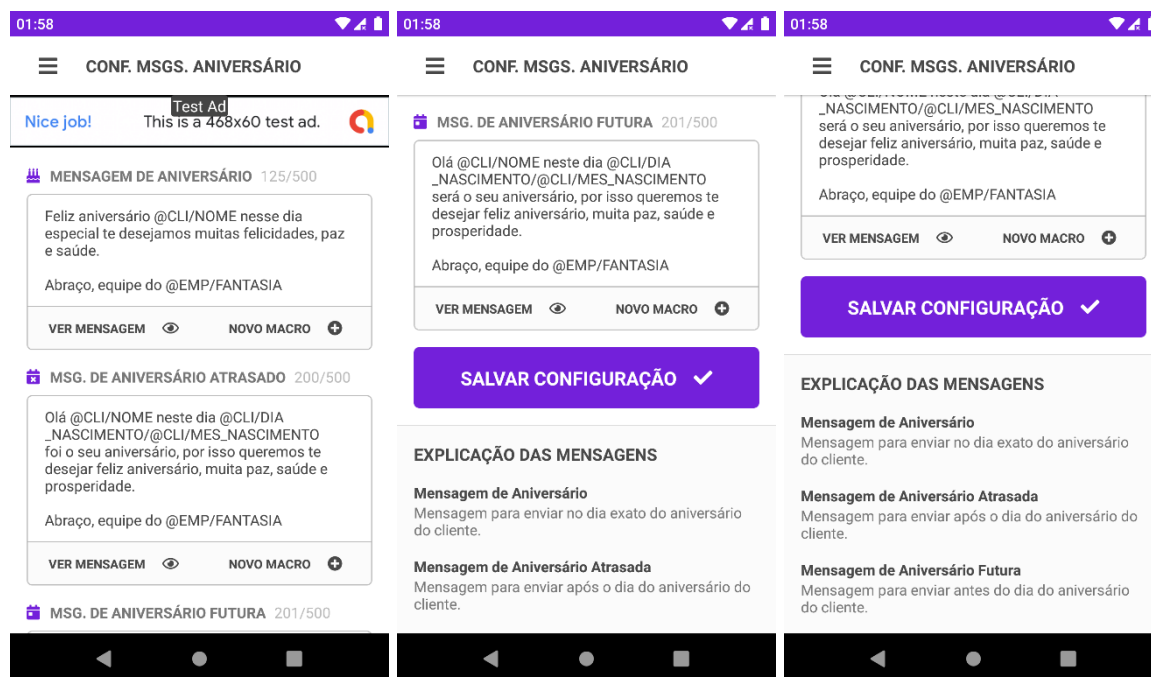 01:58
CONF. MSGS. ANIVERSÁRIO
Test Ad
Nice job!
This is a 468x60 test ad.
MENSAGEM DE ANIVERSÁRIO 125/500
Feliz aniversário @CLI/NOME nesse dia
especial te desejamos muitas felicidades, paz
e saúde.
Abraço, equipe do @EMP/FANTASIA
VER MENSAGEM
NOVO MACRO
MSG. DE ANIVERSÁRIO ATRASADO 200/500
Olá @CLI/NOME neste dia @CLI/DIA
_NASCIMENTO/@CLI/MES_NASCIMENTO
foi o seu aniversário, por isso queremos te
desejar feliz aniversário, muita paz, saúde e
prosperidade.
Abraço, equipe do @EMP/FANTASIA
VER MENSAGEM
NOVO MACRO
MSG. DE ANIVERSÁRIO FUTURA 201/500
01:58
CONF. MSGS. ANIVERSÁRIO
MSG. DE ANIVERSÁRIO FUTURA 201/500
Olá @CLI/NOME neste dia @CLI/DIA
_NASCIMENTO/@CLI/MES_NASCIMENTO
será o seu aniversário, por isso queremos te
desejar feliz aniversário, muita paz, saúde e
prosperidade.
Abraço, equipe do @EMP/FANTASIA
VER MENSAGEM
NOVO MACRO
SALVAR CONFIGURAÇÃO
EXPLICAÇÃO DAS MENSAGENS
Mensagem de Aniversário
Mensagem para enviar no dia exato do aniversário
do cliente.
Mensagem de Aniversário Atrasada
Mensagem para enviar após o dia do aniversário do
cliente.
01:58
CONF. MSGS. ANIVERSÁRIO
Olá @CLI/NOME neste dia @CLI/DIA
_NASCIMENTO/@CLI/MES_NASCIMENTO
será o seu aniversário, por isso queremos te
desejar feliz aniversário, muita paz, saúde e
prosperidade.
Abraço, equipe do @EMP/FANTASIA
VER MENSAGEM
NOVO MACRO
SALVAR CONFIGURAÇÃO
EXPLICAÇÃO DAS MENSAGENS
Mensagem de Aniversário
Mensagem para enviar no dia exato do aniversário
do cliente.
Mensagem de Aniversário Atrasada
Mensagem para enviar após o dia do aniversário do
cliente.
Mensagem de Aniversário Futura
Mensagem para enviar antes do dia do aniversário
do cliente.